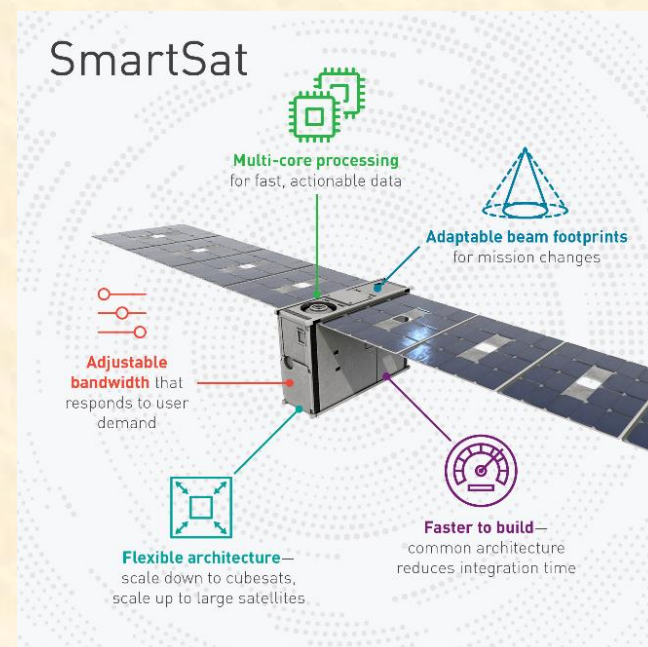 SmartSat
Multi-core processing
for fast, actionable data
Adaptable beam footprints
for mission changes
Adjustable
bandwidth that
responds to user
demand
Flexible architecture—
scale down to cubesats,
scale up to large satellites
Faster to build—
common architecture
reduces integration time